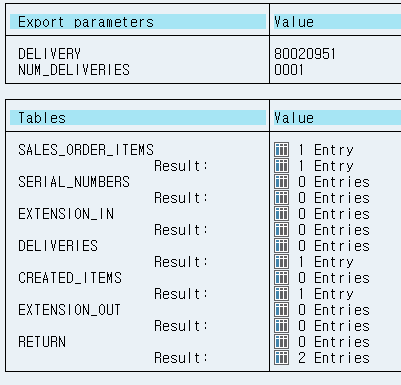 Export parameters Value
DELIVERY 80020951
NUM_DELIVERIES 0001
Tables Value
SALES_ORDER_ITEMS 1 Entry
Result: 1 Entry
SERIAL_NUMBERS 0 Entries
Result: 0 Entries
EXTENSION_IN 0 Entries
Result: 0 Entries
DELIVERIES 0 Entries
Result: 1 Entry
CREATED_ITEMS 0 Entries
Result: 1 Entry
EXTENSION_OUT 0 Entries
Result: 0 Entries
RETURN 0 Entries
Result: 2 Entries